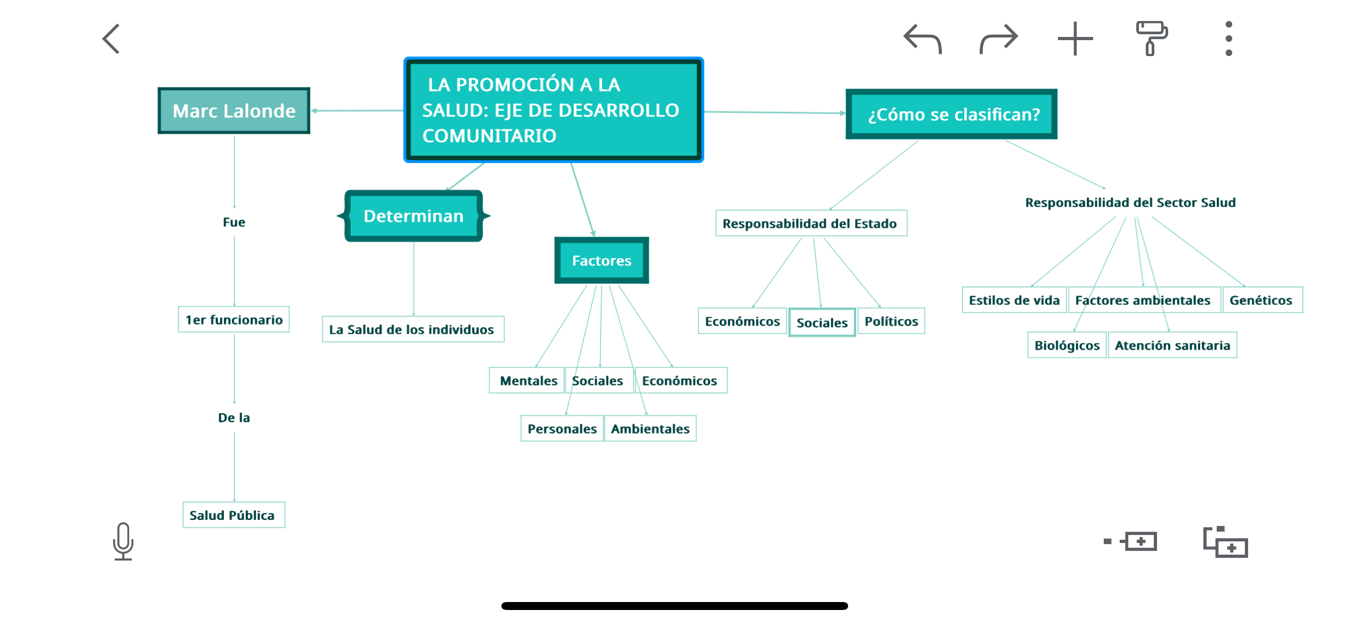 LA PROMOCIÓN A LA
SALUD: EJE DE DESARROLLO
COMUNITARIO
Marc Lalonde
Fue
1er funcionario
De la
Salud Pública
Determinan
La Salud de los individuos
Factores
Mentales
Sociales
Económicos
Personales
Ambientales
¿Cómo se clasifican?
Responsabilidad del Estado
Económicos
Sociales
Políticos
Responsabilidad del Sector Salud
Estilos de vida
Factores ambientales
Genéticos
Biológicos
Atención sanitaria